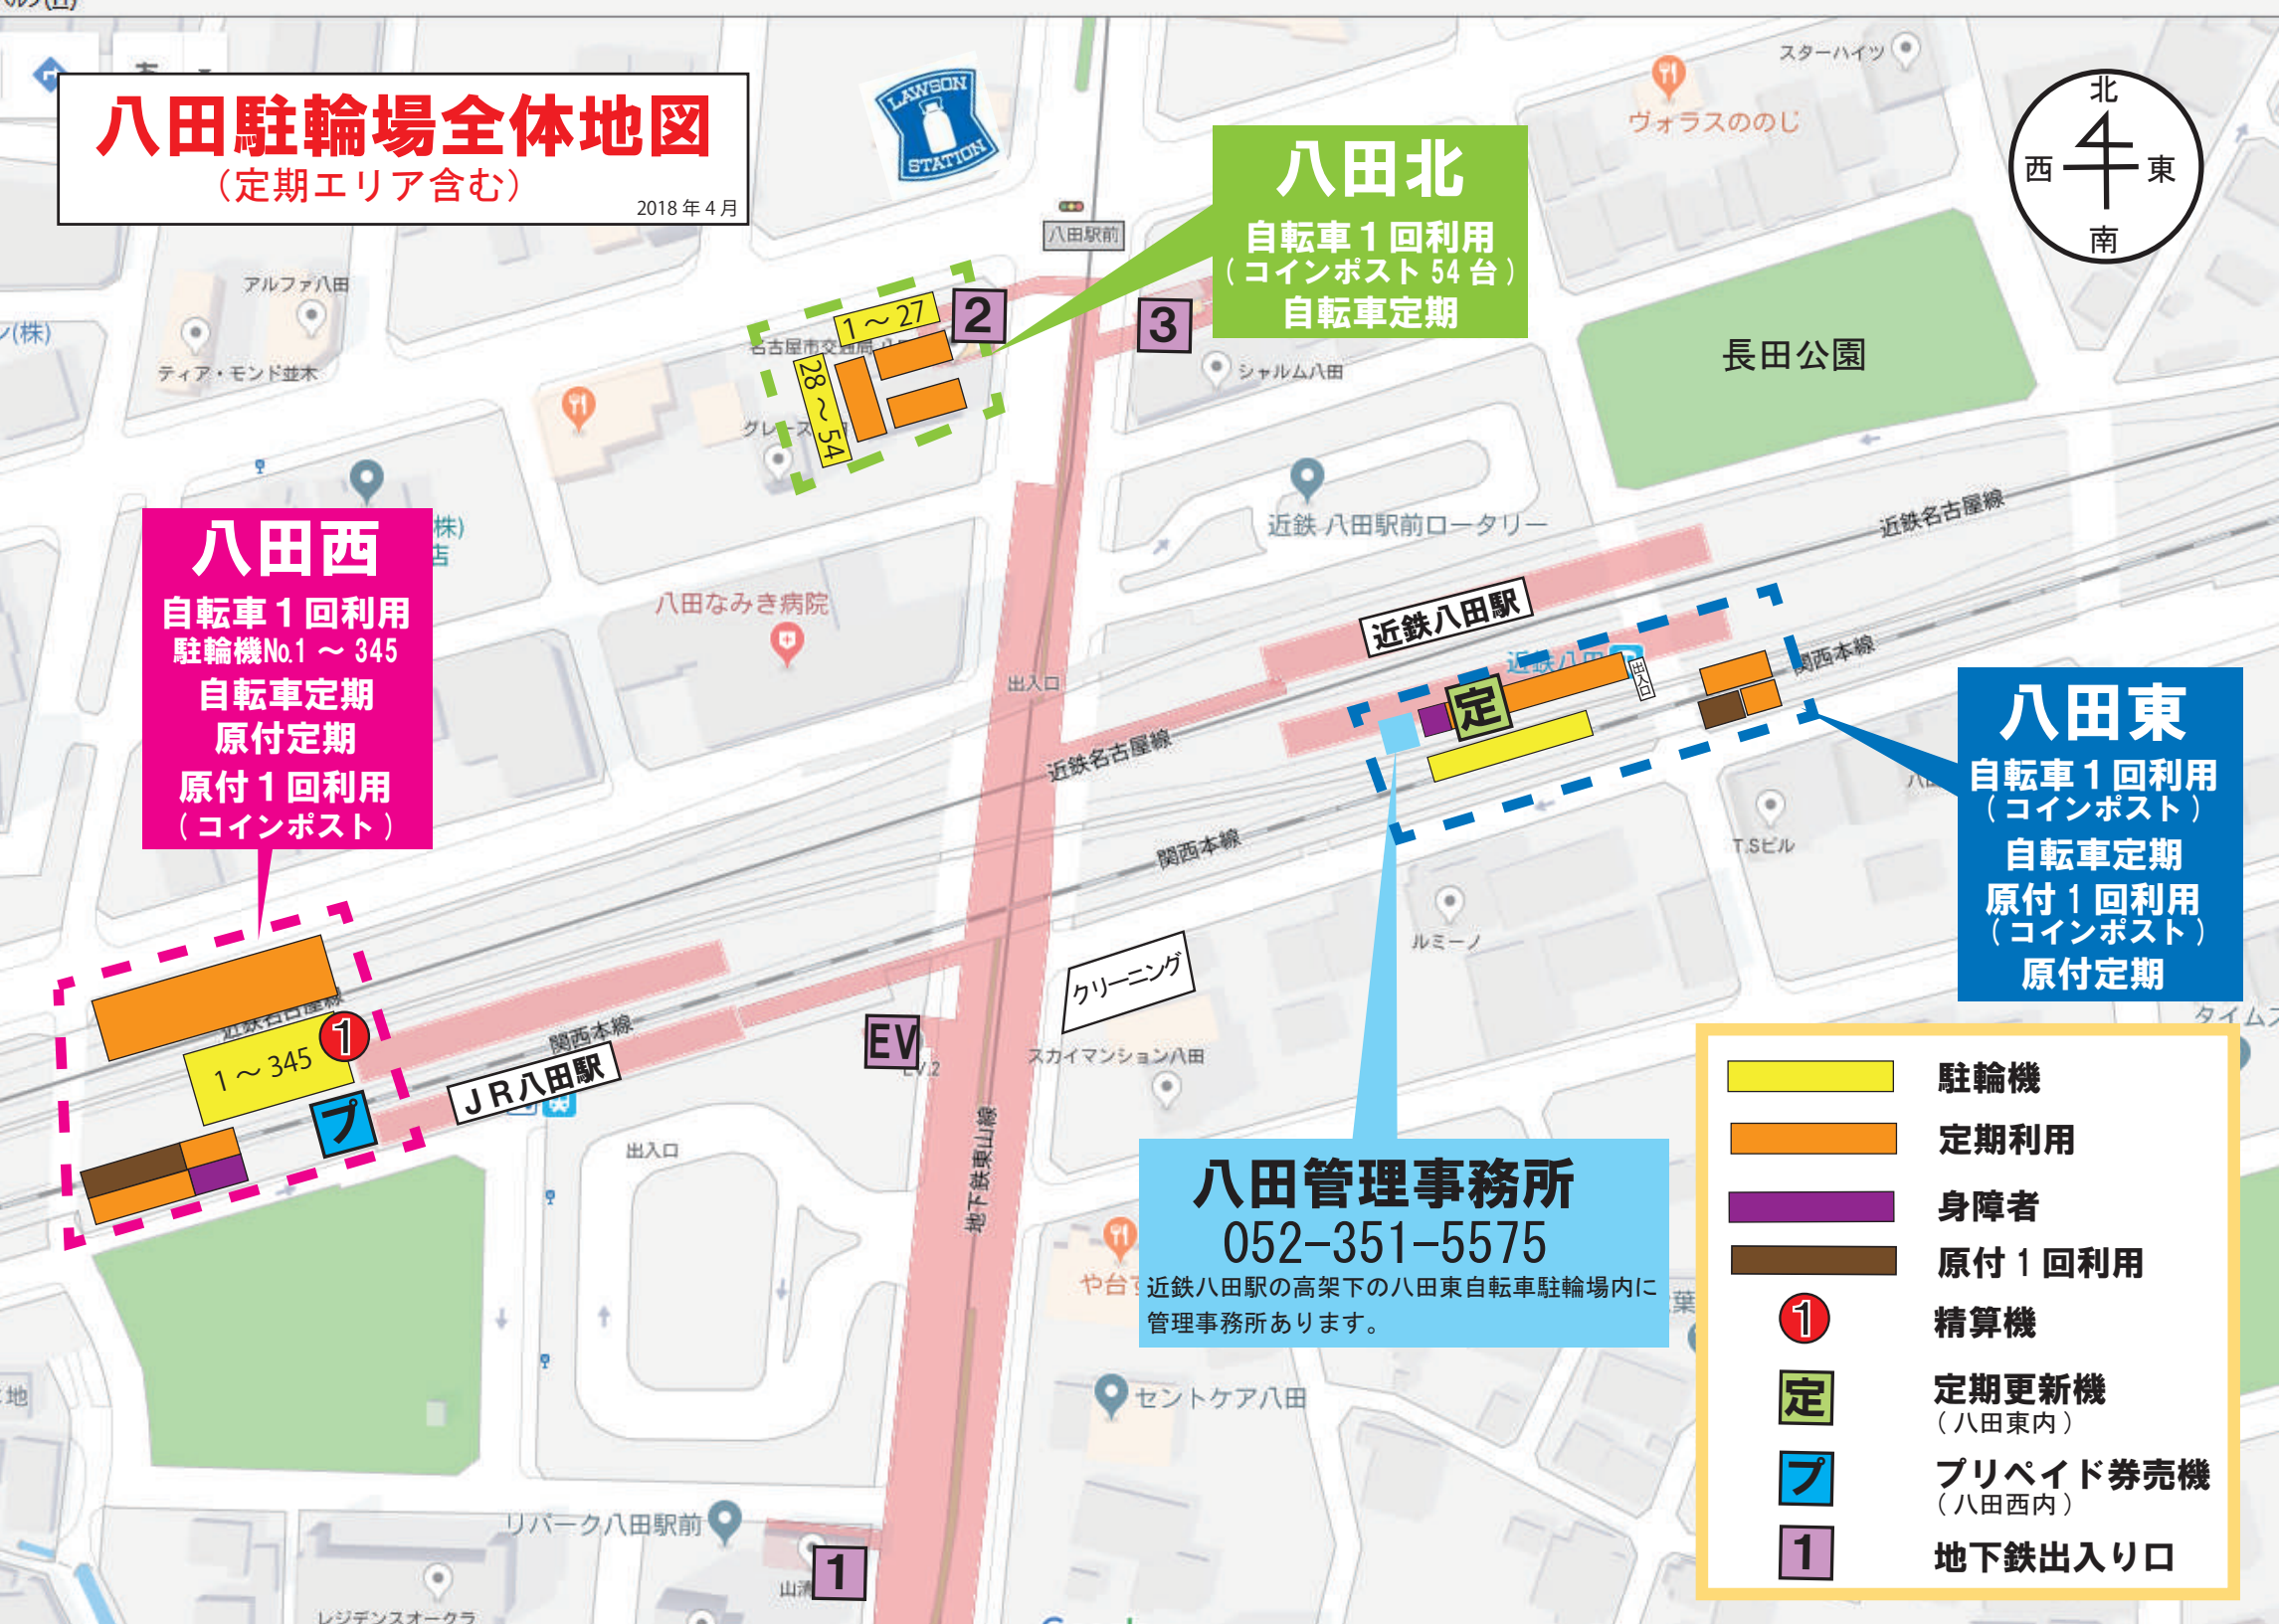 八田駐輪場全体地図
（定期エリア含む）
2018年4月
LAWSON
STATION
八田駅前
スターハイツ
ヴォラスののじ
北
西
東
南
八田北
自転車1回利用
(コインポスト54台)
自転車定期
アルファ八田
ティア・モンド並木
1～27
28～54
2
3
シャルム八田
長田公園
近鉄 八田駅前ロータリー
近鉄名古屋線
八田西
自転車1回利用
駐輪機No.1～345
自転車定期
原付定期
原付1回利用
(コインポスト)
八田なみき病院
出入口
近鉄八田駅
近鉄八田
定
出入口
関西本線
八田東
自転車1回利用
(コインポスト)
自転車定期
原付1回利用
(コインポスト)
原付定期
近鉄名古屋線
関西本線
T.Sビル
ルミーノ
クリーニング
スカイマンション八田
近鉄名古屋線
1～345
1
プ
関西本線
JR八田駅
EV
EV.2
出入口
地下鉄東山線
八田管理事務所
052-351-5575
近鉄八田駅の高架下の八田東自転車駐輪場内に
管理事務所あります。
セントケア八田
リパーク八田駅前
1
レジデンスオークラ
駐輪機
定期利用
身障者
原付1回利用
1
精算機
定
定期更新機
(八田東内)
プ
プリペイド券売機
(八田西内)
1
地下鉄出入り口